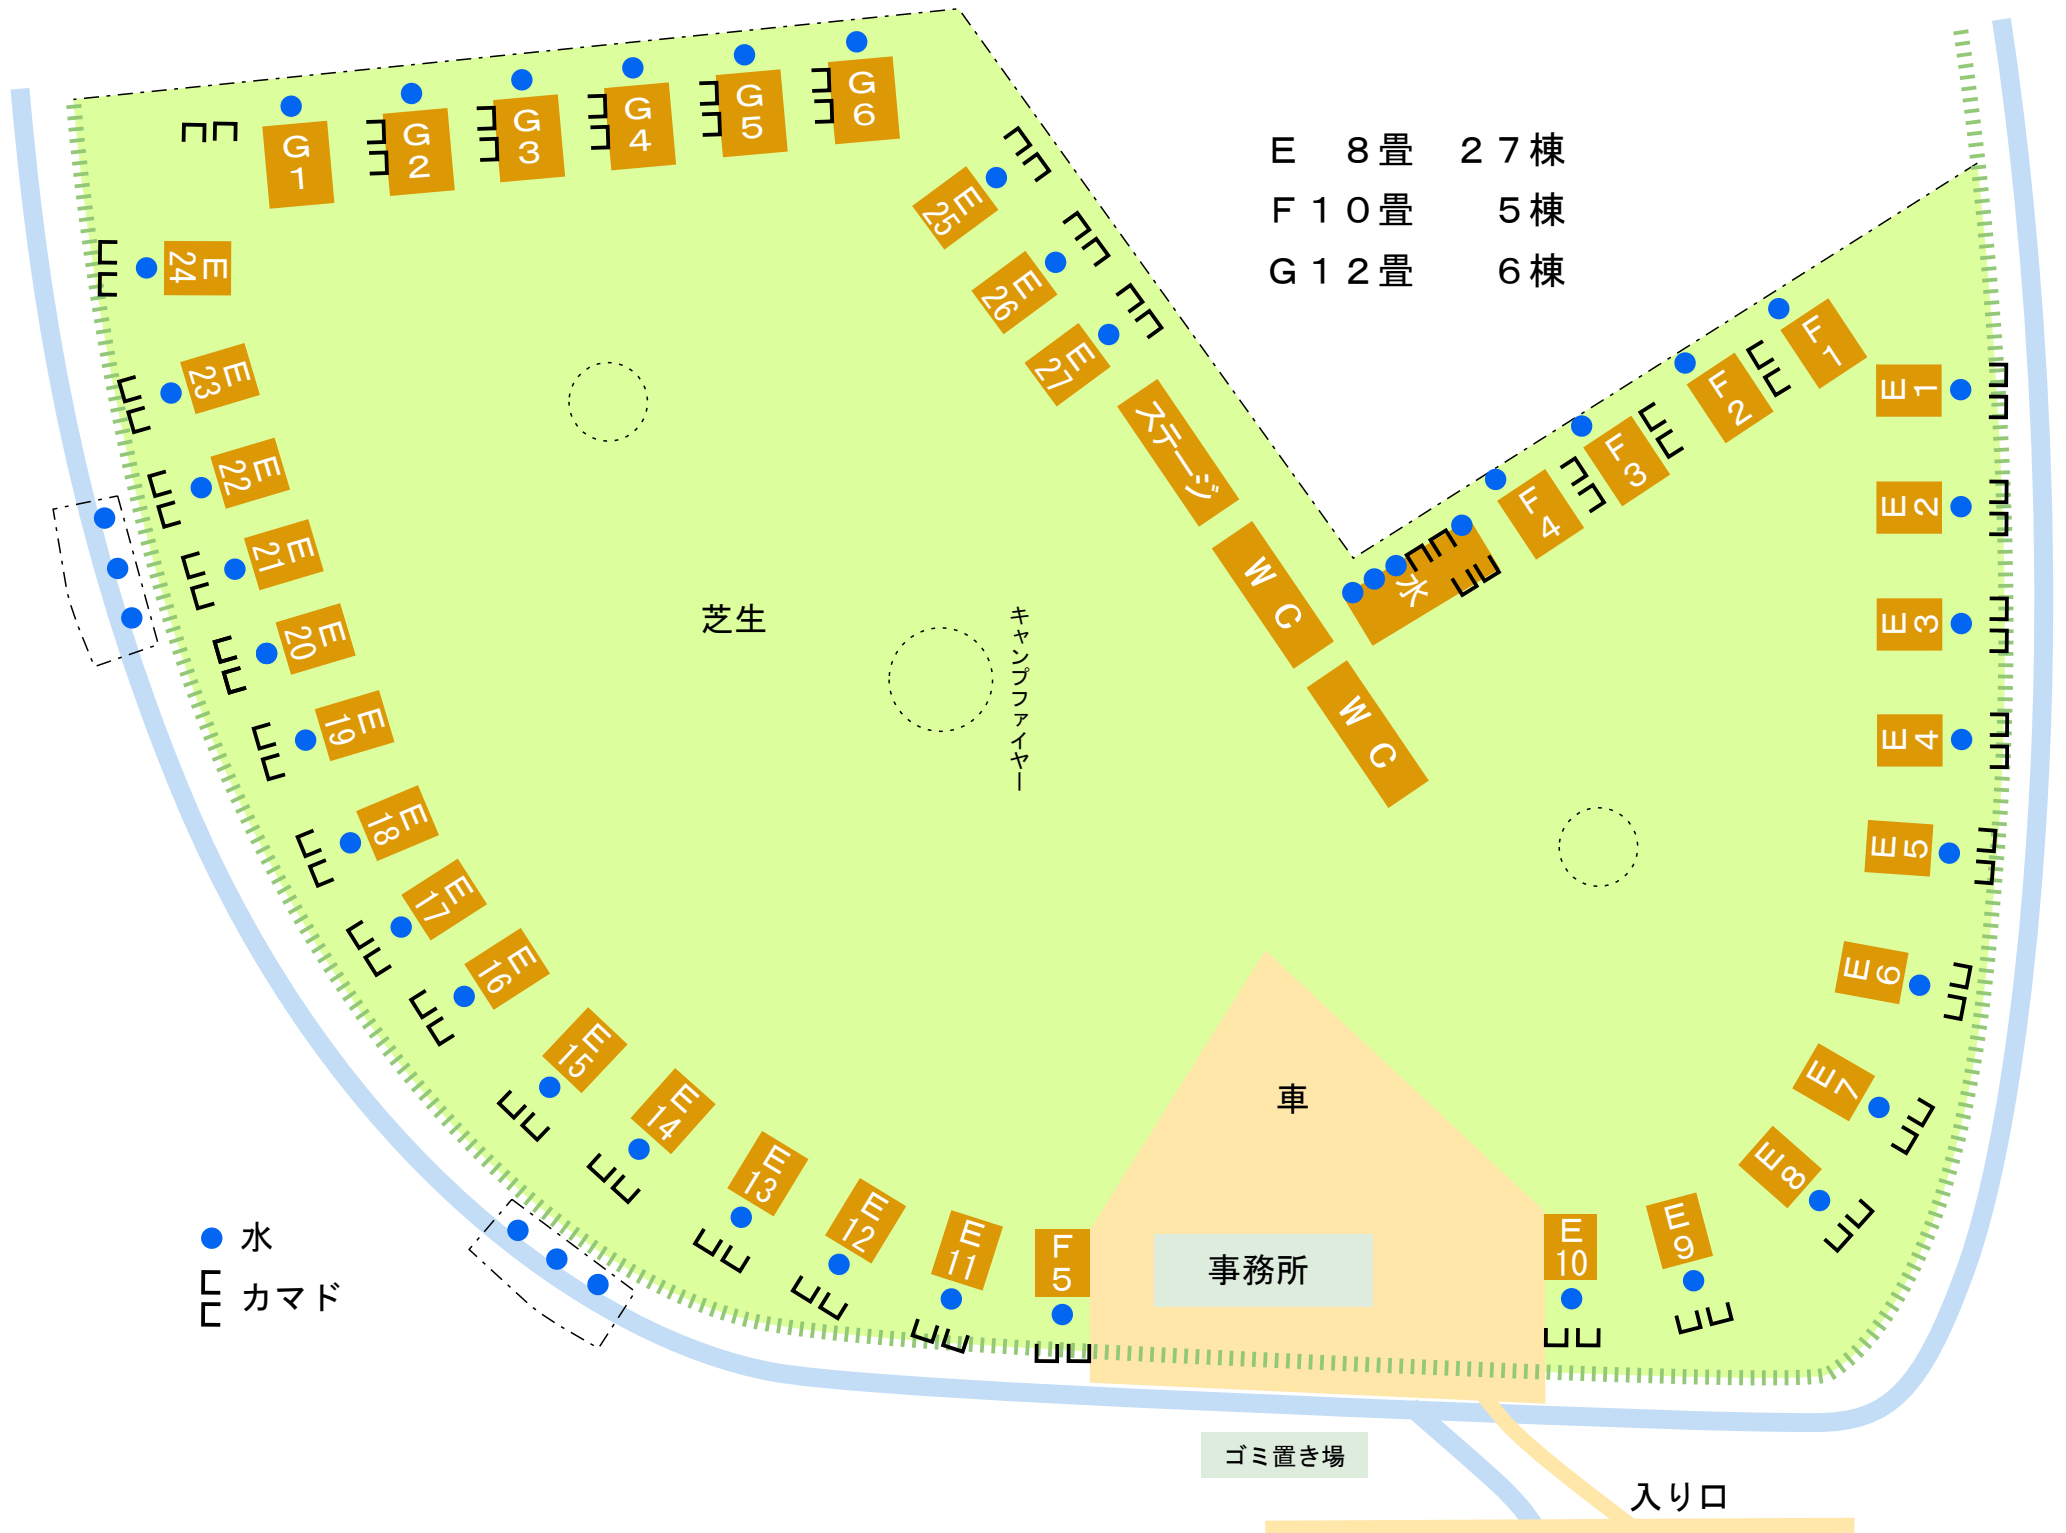 G
1
G
2
G
3
G
4
G
5
G
6
E　8畳　27棟
F10畳　　5棟
G12畳　　6棟
E
25
E
26
E
27
ステージ
WC
WC
水
F
4
F
3
F
2
F
1
E
24
E
23
E
22
E
21
E
20
E
19
E
18
E
17
E
16
E
15
E
14
E
13
E
12
E
11
F
5
芝生
キャンプファイヤー
E
1
E
2
E
3
E
4
E
5
E
6
E
7
E
8
E
9
E
10
車
事務所
水
カマド
ゴミ置き場
入り口